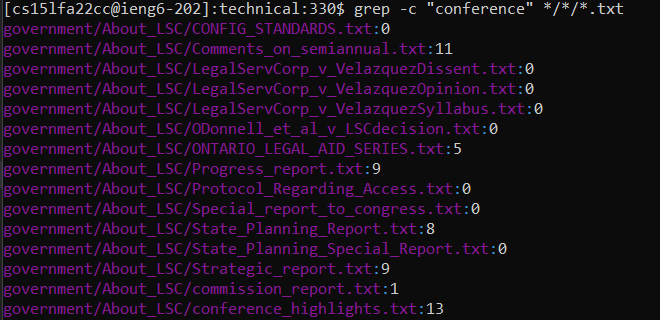 [cs15lfa22cc@ieng6-202]:technical:330$ grep -c "conference" */*/*.txt
government/About_LSC/CONFIG_STANDARDS.txt:0
government/About_LSC/Comments_on_semiannual.txt:11
government/About_LSC/LegalServCorp_v_VelazquezDissent.txt:0
government/About_LSC/LegalServCorp_v_VelazquezOpinion.txt:0
government/About_LSC/LegalServCorp_v_VelazquezSyllabus.txt:0
government/About_LSC/ODonnell_et_al_v_LSCdecision.txt:0
government/About_LSC/ONTARIO_LEGAL_AID_SERIES.txt:5
government/About_LSC/Progress_report.txt:9
government/About_LSC/Protocol_Regarding_Access.txt:0
government/About_LSC/Special_report_to_congress.txt:0
government/About_LSC/State_Planning_Report.txt:8
government/About_LSC/State_Planning_Special_Report.txt:0
government/About_LSC/Strategic_report.txt:9
government/About_LSC/commission_report.txt:1
government/About_LSC/conference_highlights.txt:13